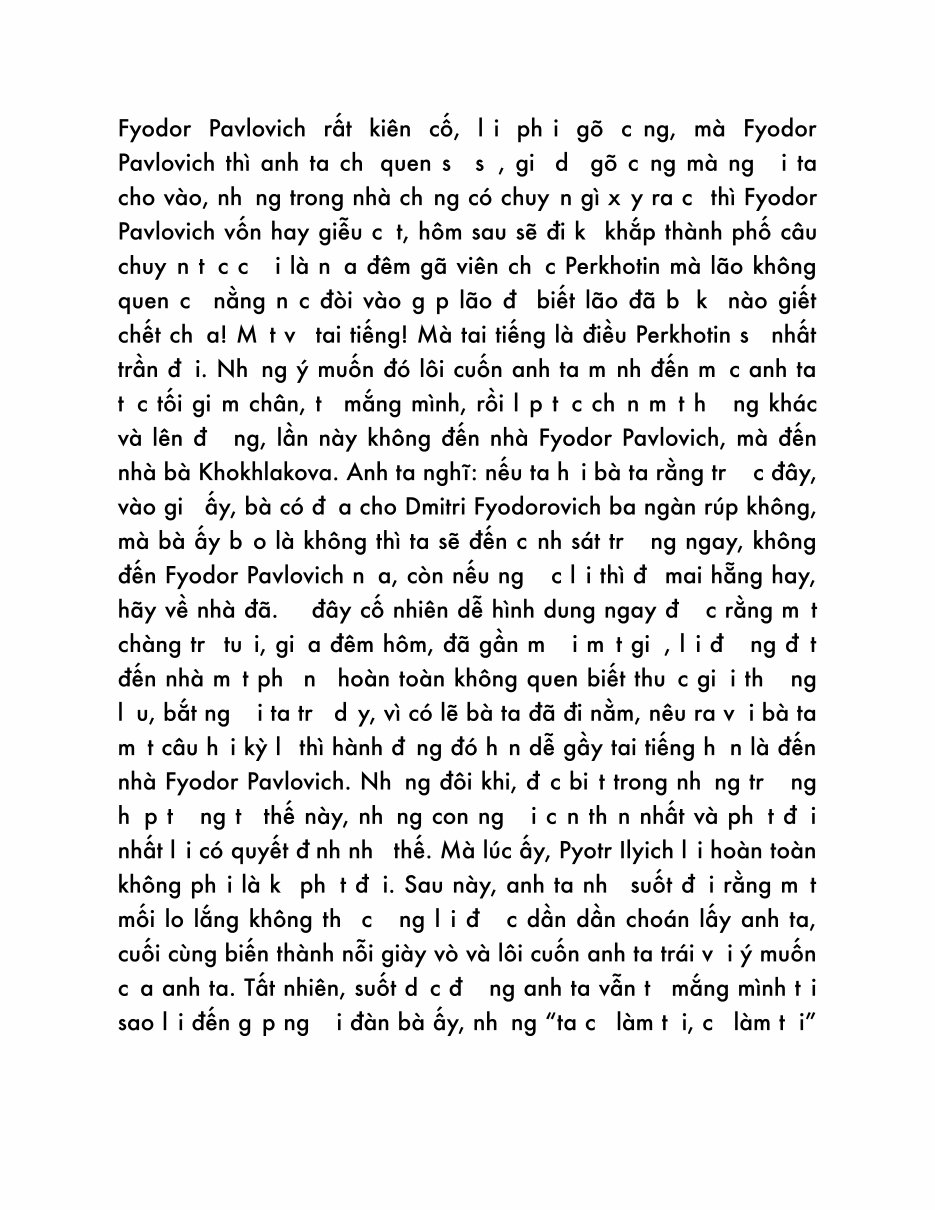 Fyodor Pavlovich rất kiên cố, l i ph i gõ c ng, mà Fyodor
Pavlovich thì anh ta ch  quen s  s , gi  d  gõ c ng mà ng  i ta
cho vào, nh ng trong nhà ch ng có chuy n gì x y ra c  thì Fyodor
Pavlovich vốn hay giễu c t, hôm sau sẽ đi k  khắp thành phố câu
chuy n t c c  i là n a đêm gã viên ch c Perkhotin mà lão không
quen c  nằng n c đòi vào g p lão đ  biết lão đã b  k  nào giết
chết ch a! M t v  tai tiếng! Mà tai tiếng là điều Perkhotin s  nhất
trần đ i. Nh ng ý muốn đó lôi cuốn anh ta m nh đến m c anh ta
t c tối gi m chân, t  mắng mình, rồi l p t c ch n m t h  ng khác
và lên đ  ng, lần này không đến nhà Fyodor Pavlovich, mà đến
nhà bà Khokhlakova. Anh ta nghĩ: nếu ta h i bà ta rằng tr  c đây,
vào gi  ấy, bà có đ a cho Dmitri Fyodorovich ba ngàn rúp không,
mà bà ấy b o là không thì ta sẽ đến c nh sát tr  ng ngay, không
đến Fyodor Pavlovich n a, còn nếu ng  c l i thì đ  mai hẵng hay,
hãy về nhà đã.   đây cố nhiên dễ hình dung ngay đ  c rằng m t
chàng tr  tu i, gi a đêm hôm, đã gần m  i m t gi , l i đ  ng đ t
đến nhà m t ph  n  hoàn toàn không quen biết thu c gi i th  ng
l u, bắt ng  i ta tr  d y, vì có lẽ bà ta đã đi nằm, nêu ra v i bà ta
m t câu h i kỳ l  thì hành đ ng đó h n dễ gầy tai tiếng h n là đến
nhà Fyodor Pavlovich. Nh ng đôi khi, đ c bi t trong nh ng tr  ng
h p t  ng t  thế này, nh ng con ng  i c n th n nhất và ph t đ i
nhất l i có quyết đ nh nh  thế. Mà lúc ấy, Pyotr Ilyich l i hoàn toàn
không ph i là k  ph t đ i. Sau này, anh ta nh  suốt đ i rằng m t
mối lo lắng không th  c  ng l i đ  c dần dần choán lấy anh ta,
cuối cùng biến thành nỗi giày vò và lôi cuốn anh ta trái v i ý muốn
c a anh ta. Tất nhiên, suốt d c đ  ng anh ta vẫn t  mắng mình t i
sao l i đến g p ng  i đàn bà ấy, nh ng “ta c  làm t i, c  làm t i”